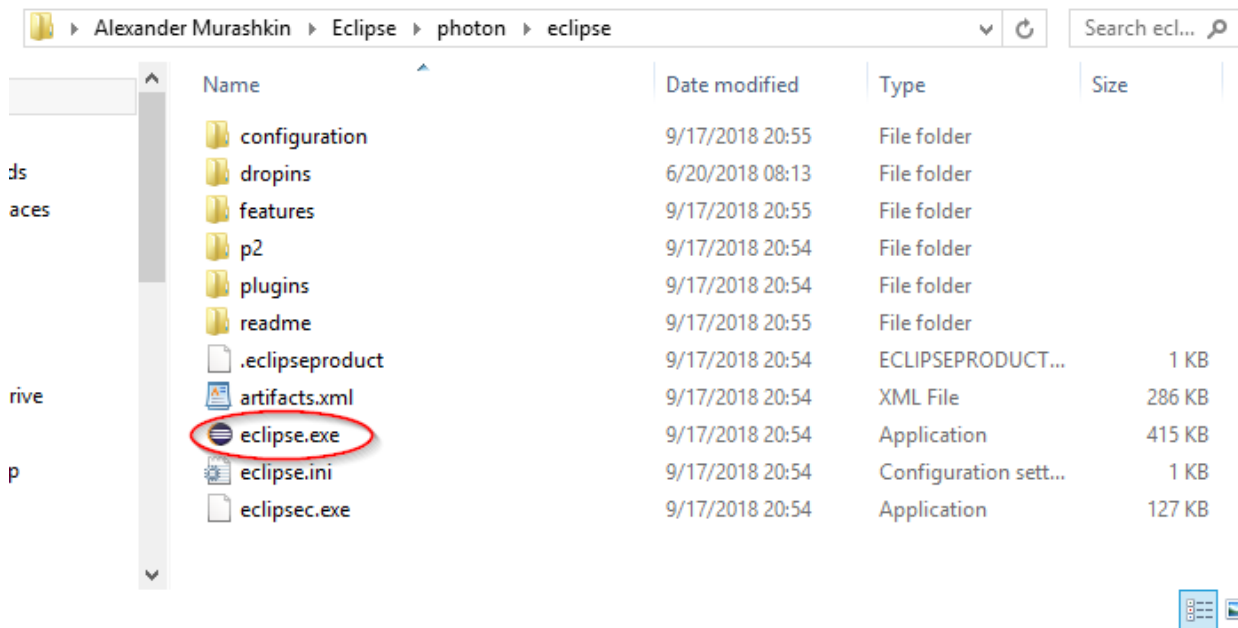 Alexander Murashkin Eclipse photon eclipse Search ecl...
Name Date modified Type Size
configuration 9/17/2018 20:55 File folder
ds dropins 6/20/2018 08:13 File folder
aces features 9/17/2018 20:55 File folder
p2 9/17/2018 20:54 File folder
plugins 9/17/2018 20:54 File folder
readme 9/17/2018 20:55 File folder
.eclipseproduct 9/17/2018 20:54 ECLIPSEPRODUCT... 1 KB
rive artifacts.xml 9/17/2018 20:54 XML File 286 KB
eclipse.exe 9/17/2018 20:54 Application 415 KB
p eclipse.ini 9/17/2018 20:54 Configuration sett... 1 KB
eclipsec.exe 9/17/2018 20:54 Application 127 KB